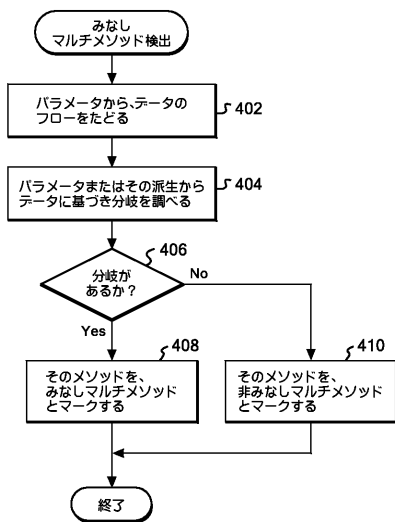 みなし
マルチメソッド検出
パラメータから、データの
フローをたどる
402
パラメータまたはその派生から
データに基づき分岐を調べる
404
分岐が
あるか？
406
No
Yes
408
そのメソッドを、
みなしマルチメソッド
とマークする
410
そのメソッドを、
非みなしマルチメソッド
とマークする
終了